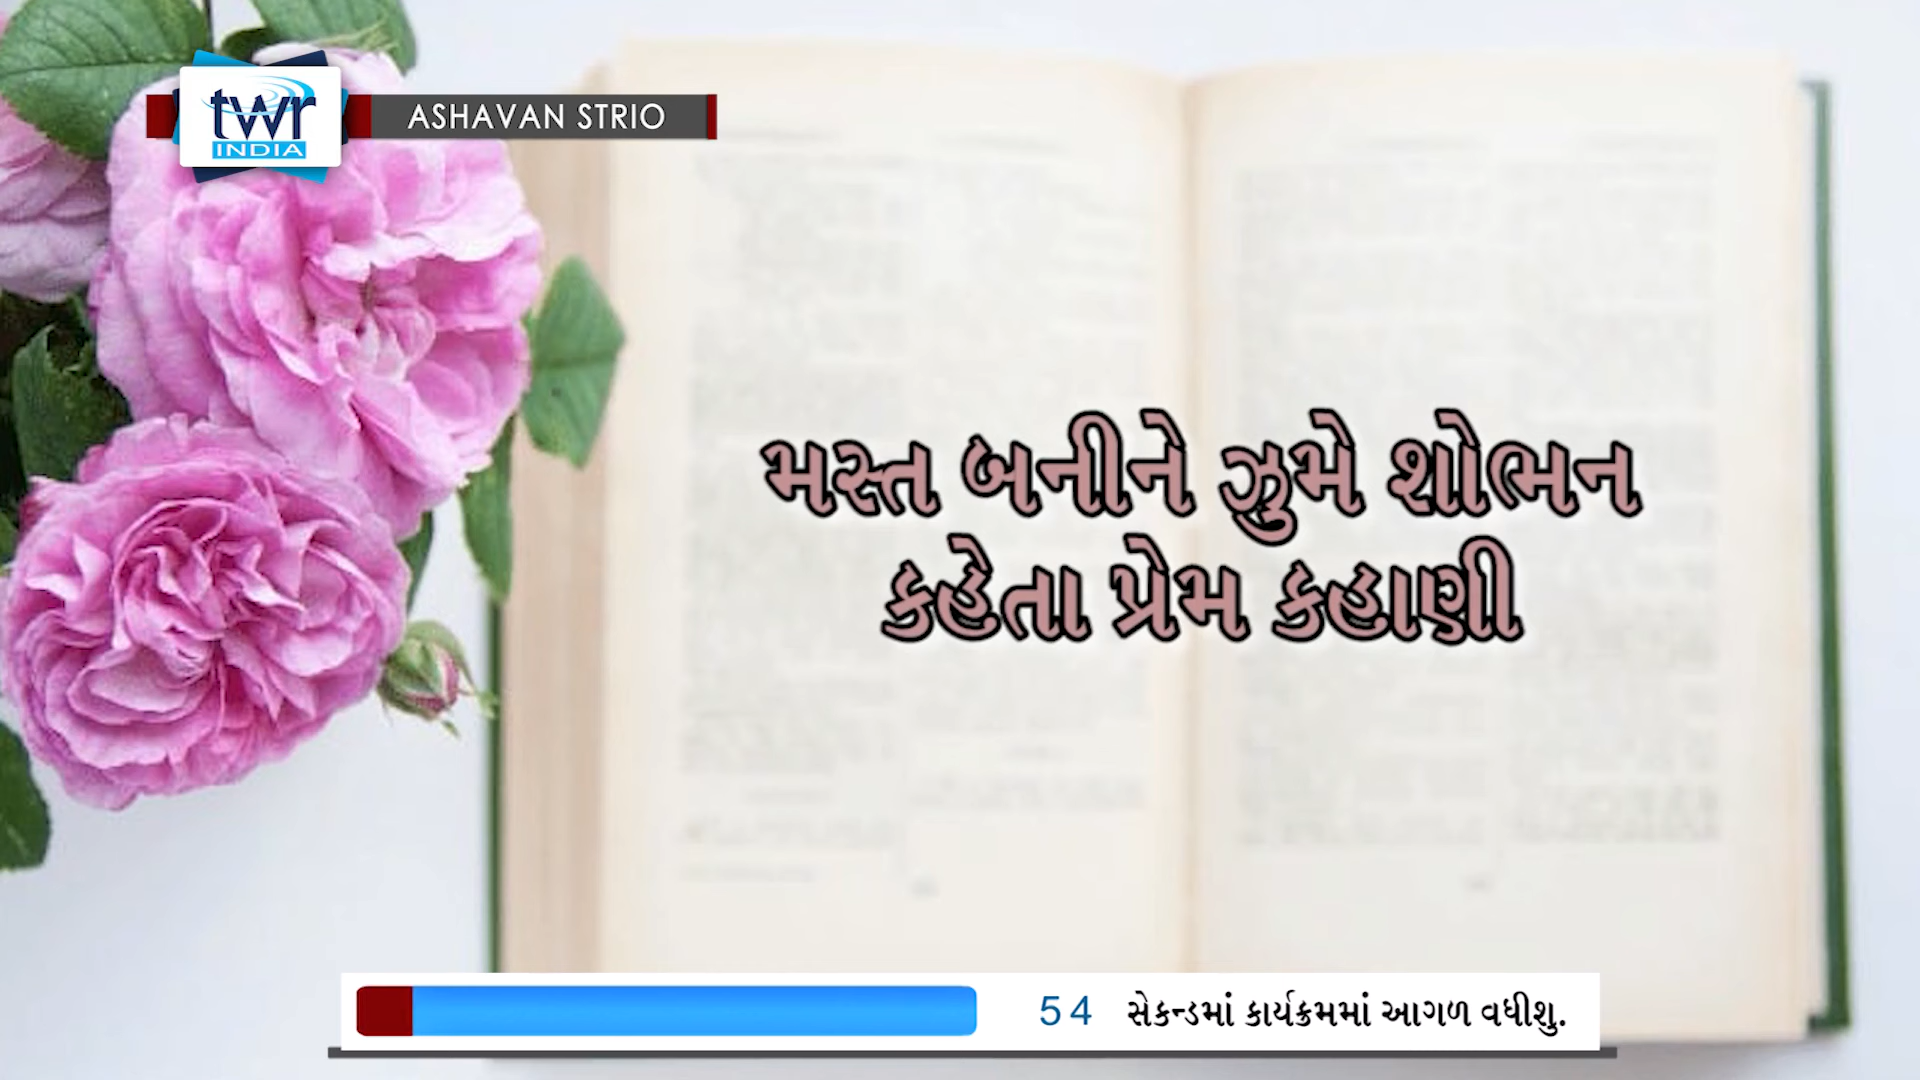 twr
INDIA
ASHAVAN STRIO
મસ્ત બનીને ઝુમે શોભન
કહેતા પ્રેમ કહાણી
54 સેકન્ડમાં કાર્યક્રમમાં આગળ વધીશુ.